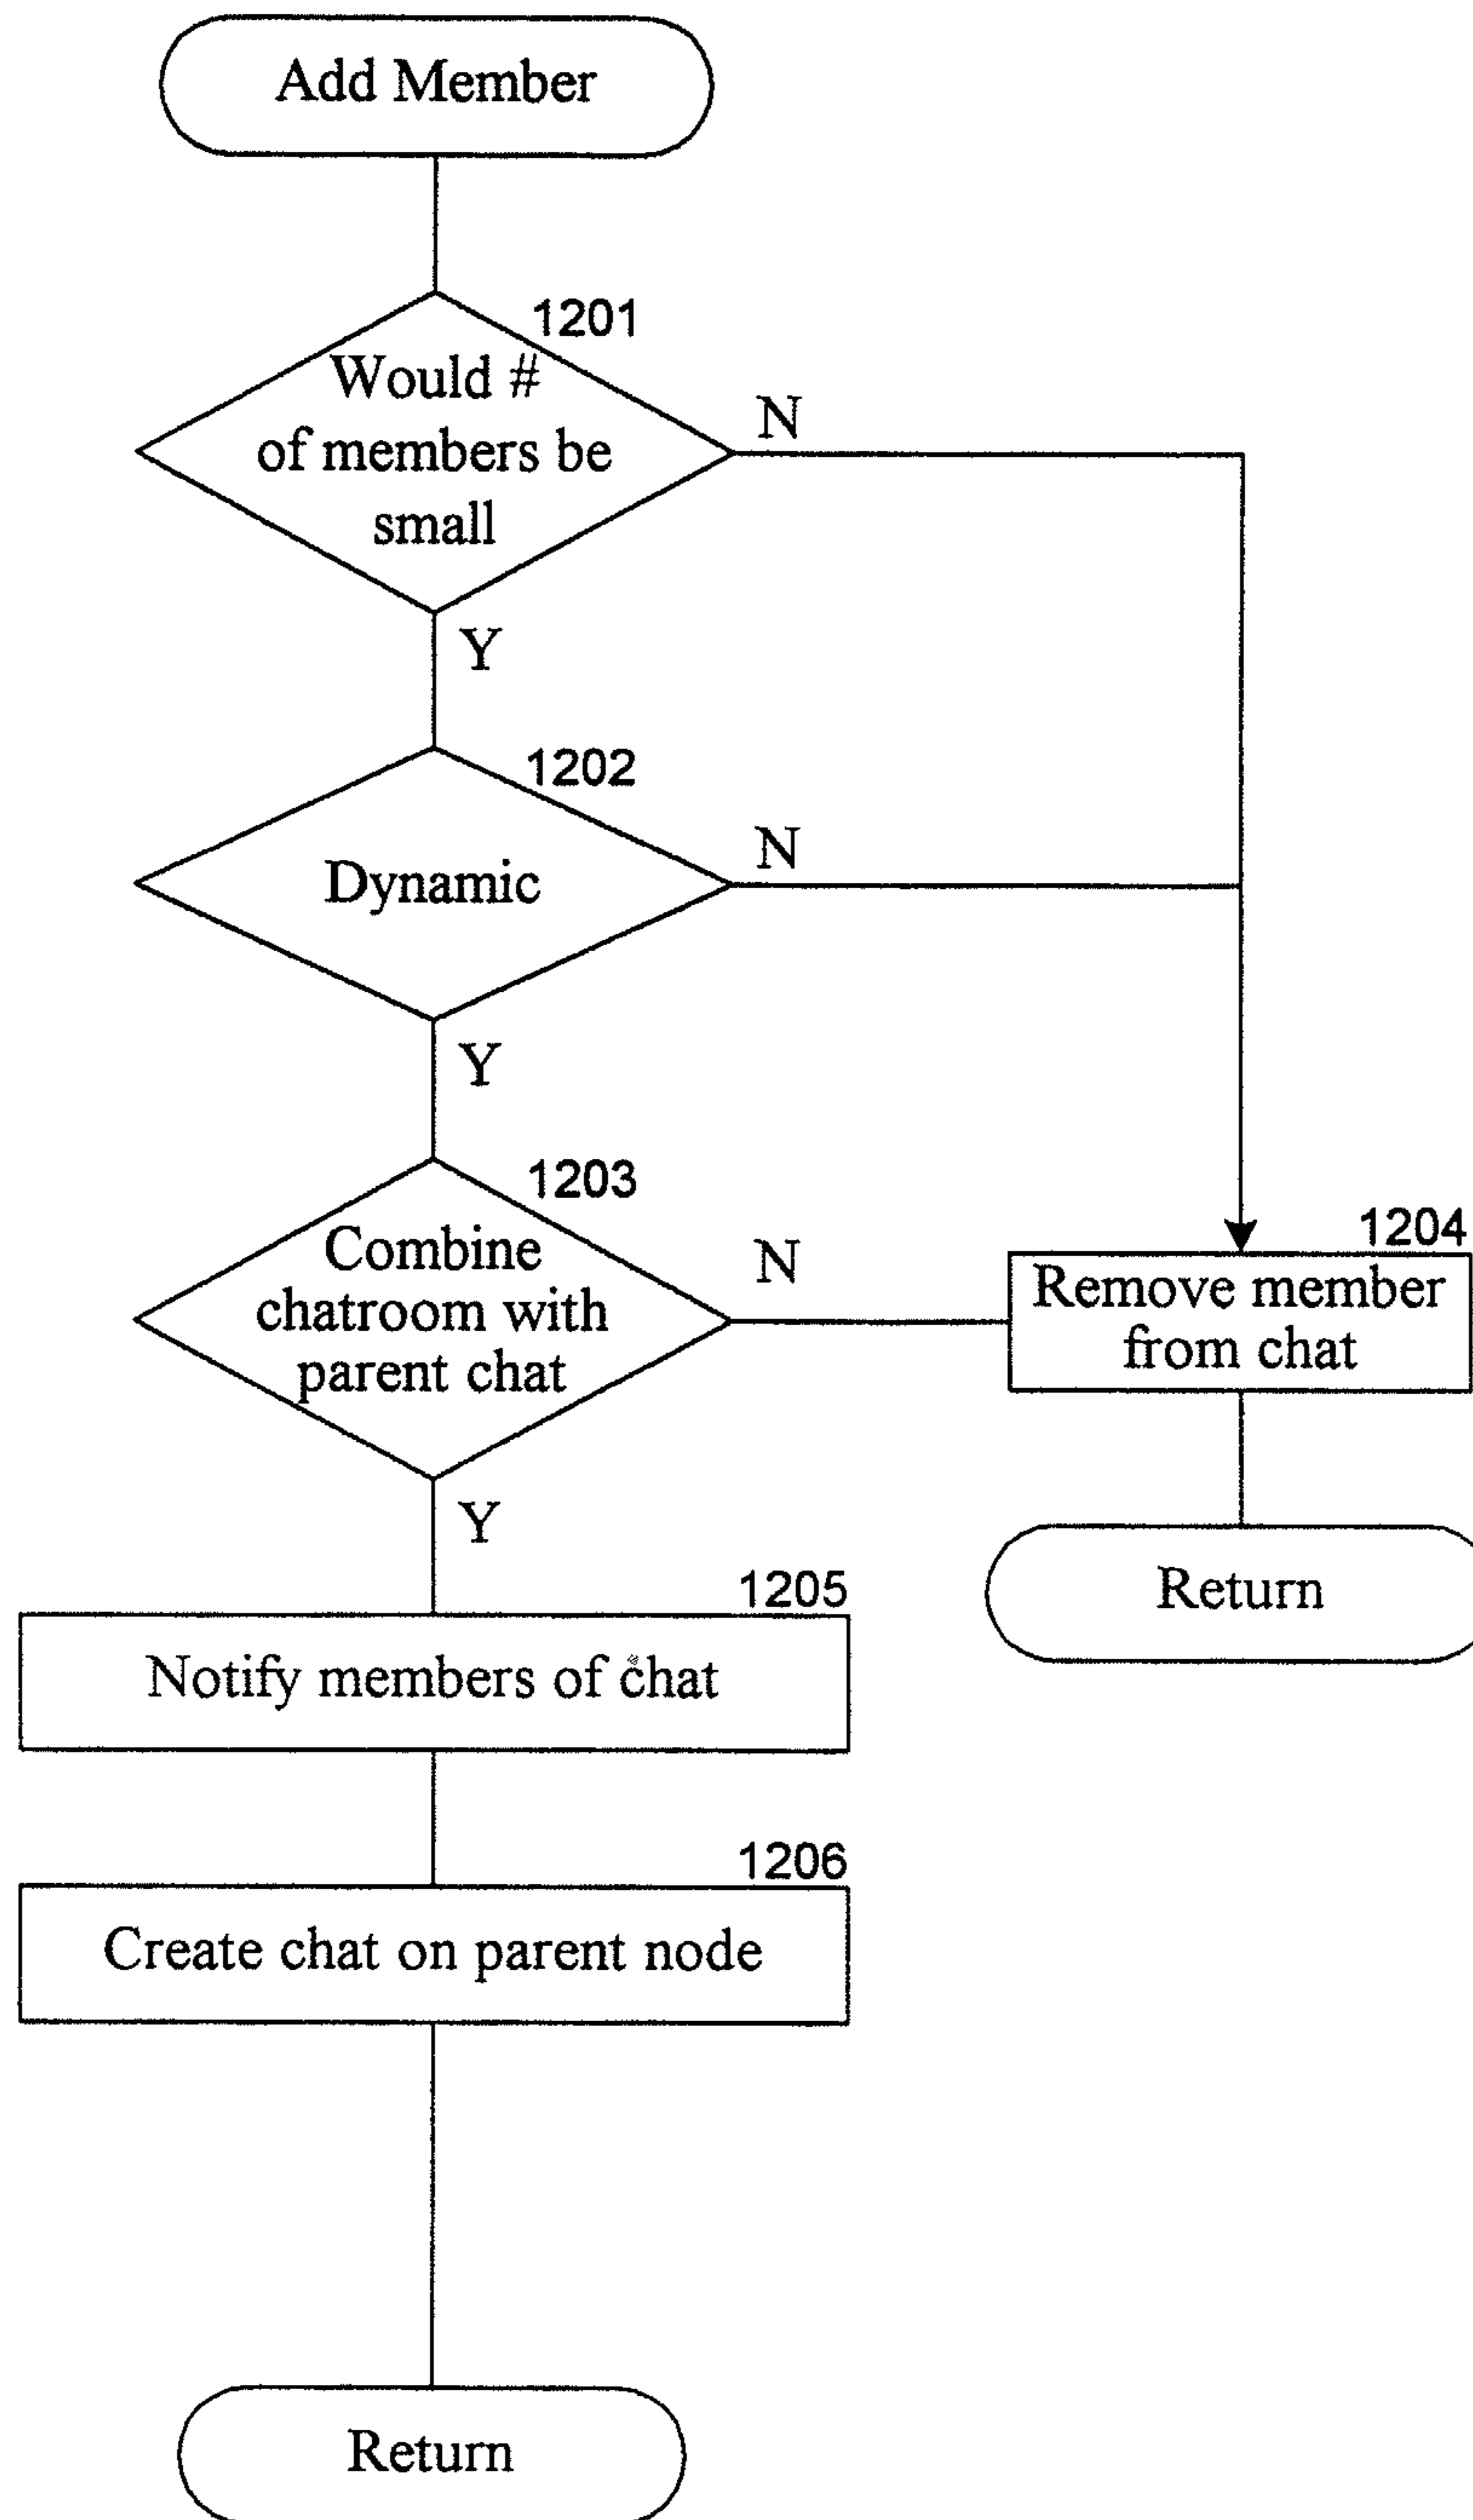 Add Member
1201
Would #
of members be
small
N
Y
1202
Dynamic
N
Y
1203
Combine
chatroom with
parent chat
N
Y
1204
Remove member
from chat
Return
1205
Notify members of chat
1206
Create chat on parent node
Return